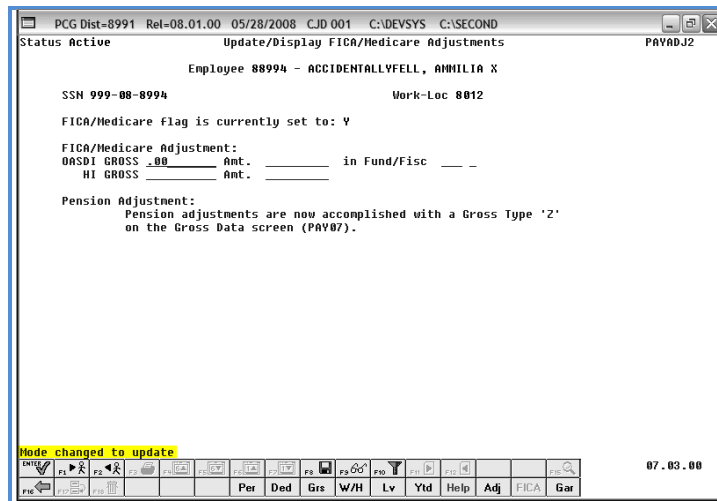 PCG Dist=8991 Rel=08.01.00 05/28/2008 CJD 001 C:\DEVSYS C:\SECOND
Status Active Update/Display FICA/Medicare Adjustments PAYADJ2
Employee 88994 - ACCIDENTALLYFELL, AMMILIA X
SSN 999-08-8994 Work-Loc 8012
FICA/Medicare flag is currently set to: Y
FICA/Medicare Adjustment:
OASDI GROSS .00 Amt. in Fund/Fisc
HI GROSS Amt.
Pension Adjustment:
Pension adjustments are now accomplished with a Gross Type 'Z'
on the Gross Data screen (PAY07).
Mode changed to update
ENTER F1 F2 F3 F4 F5 F6 F7 F8 F9 F10 F11 F12 F15 07.03.00
F16 F17 F18 Per Ded Grs W/H Lv Ytd Help Adj FICA Gar